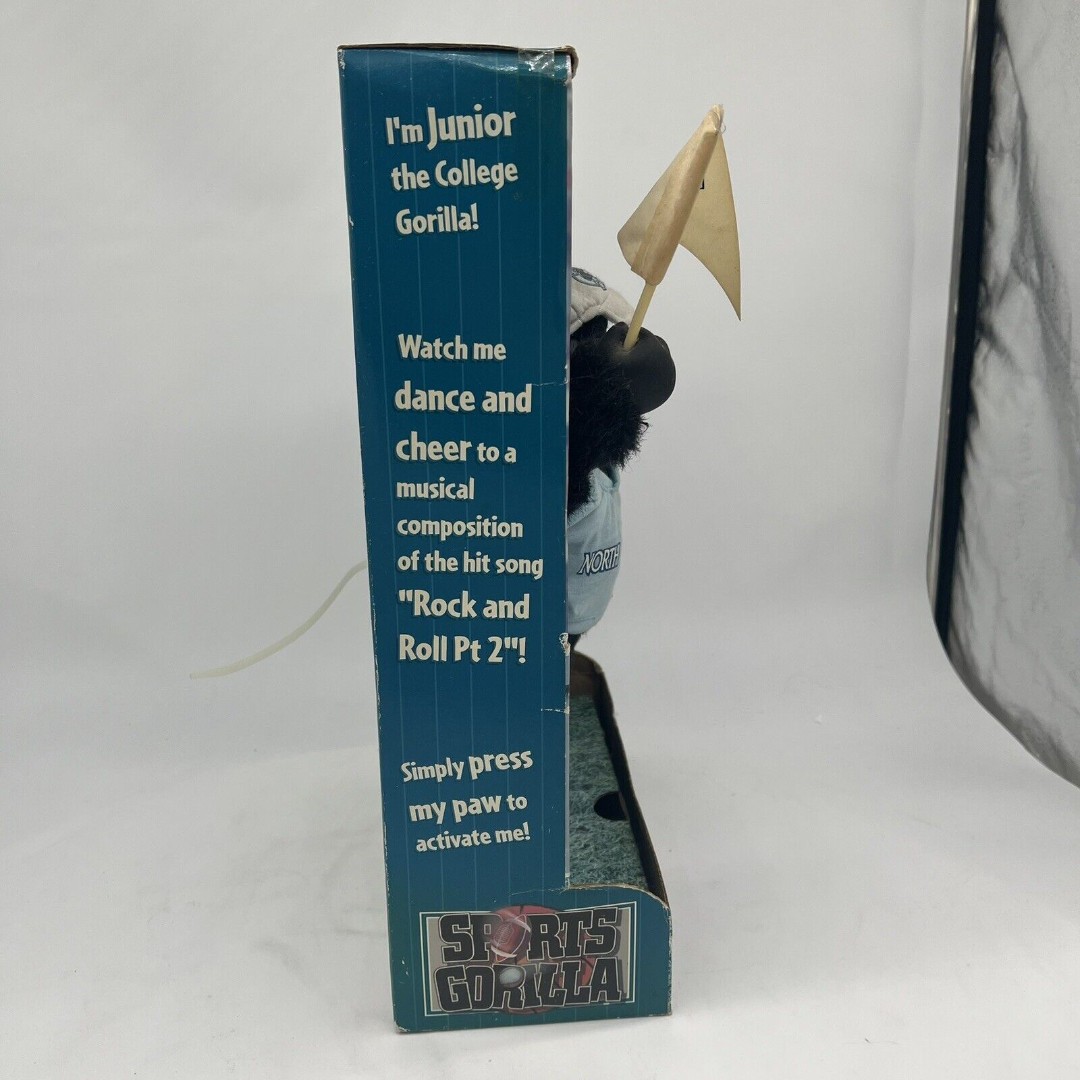 I'm Junior
the College
Gorilla!
Watch me
dance and
cheer to a
musical
composition
of the hit song
"Rock and
Roll Pt 2"!
Simply press
my paw to
activate me!
SPORTS
GORILLA
NORTH